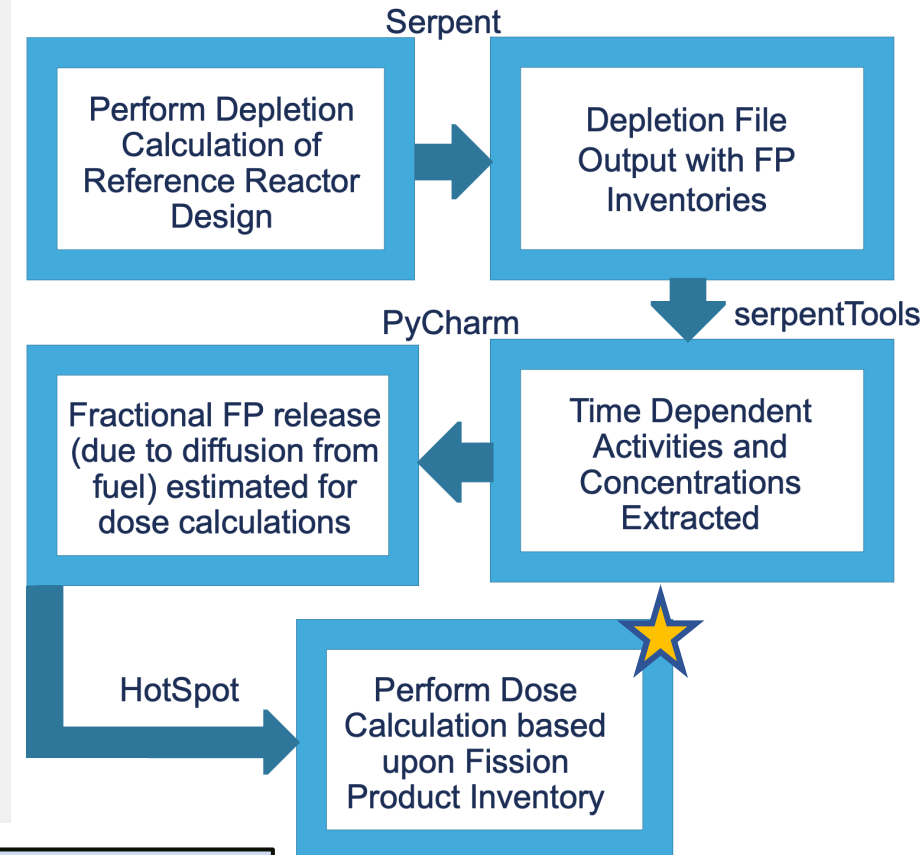 Serpent
Perform Depletion
Calculation of
Reference Reactor
Design
Depletion File
Output with FP
Inventories
serpentTools
PyCharm
Time Dependent
Activities and
Concentrations
Extracted
Fractional FP release
(due to diffusion from
fuel) estimated for
dose calculations
HotSpot
Perform Dose
Calculation based
upon Fission
Product Inventory